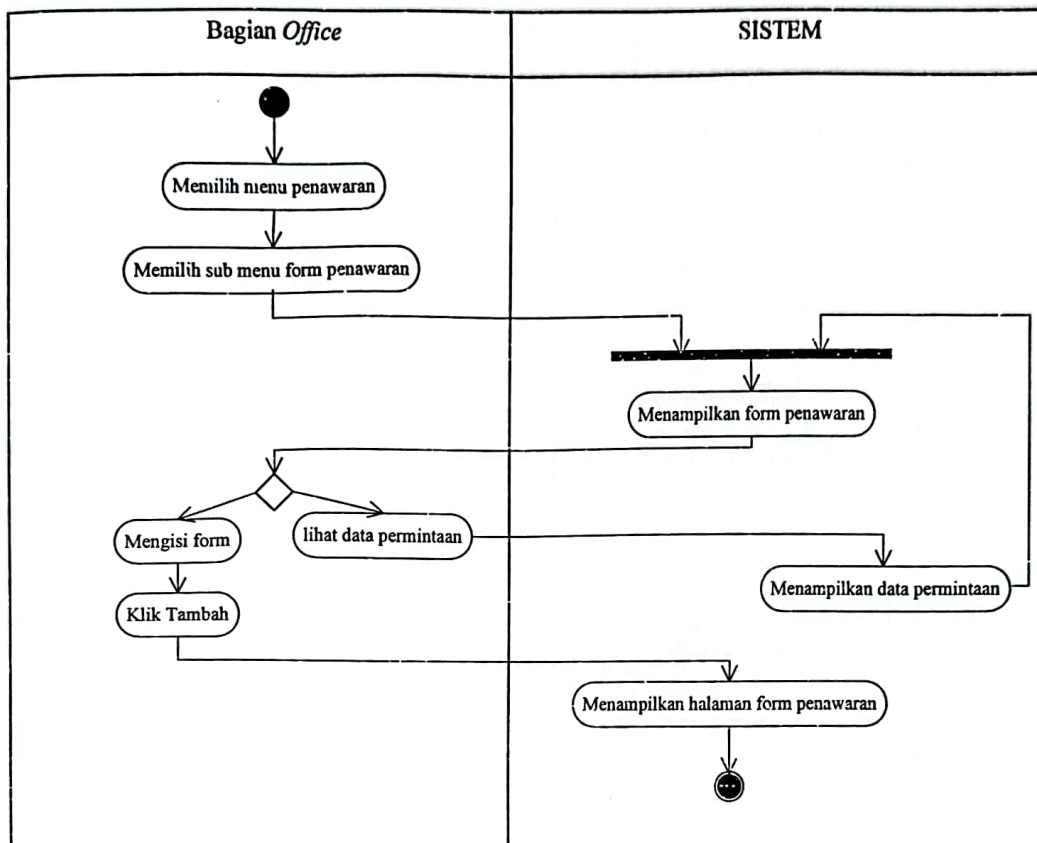 Bagian Office
SISTEM
Memilih menu penawaran
Memilih sub menu form penawaran
Menampilkan form penawaran
Mengisi form
lihat data permintaan
Menampilkan data permintaan
Klik Tambah
Menampilkan halaman form penawaran